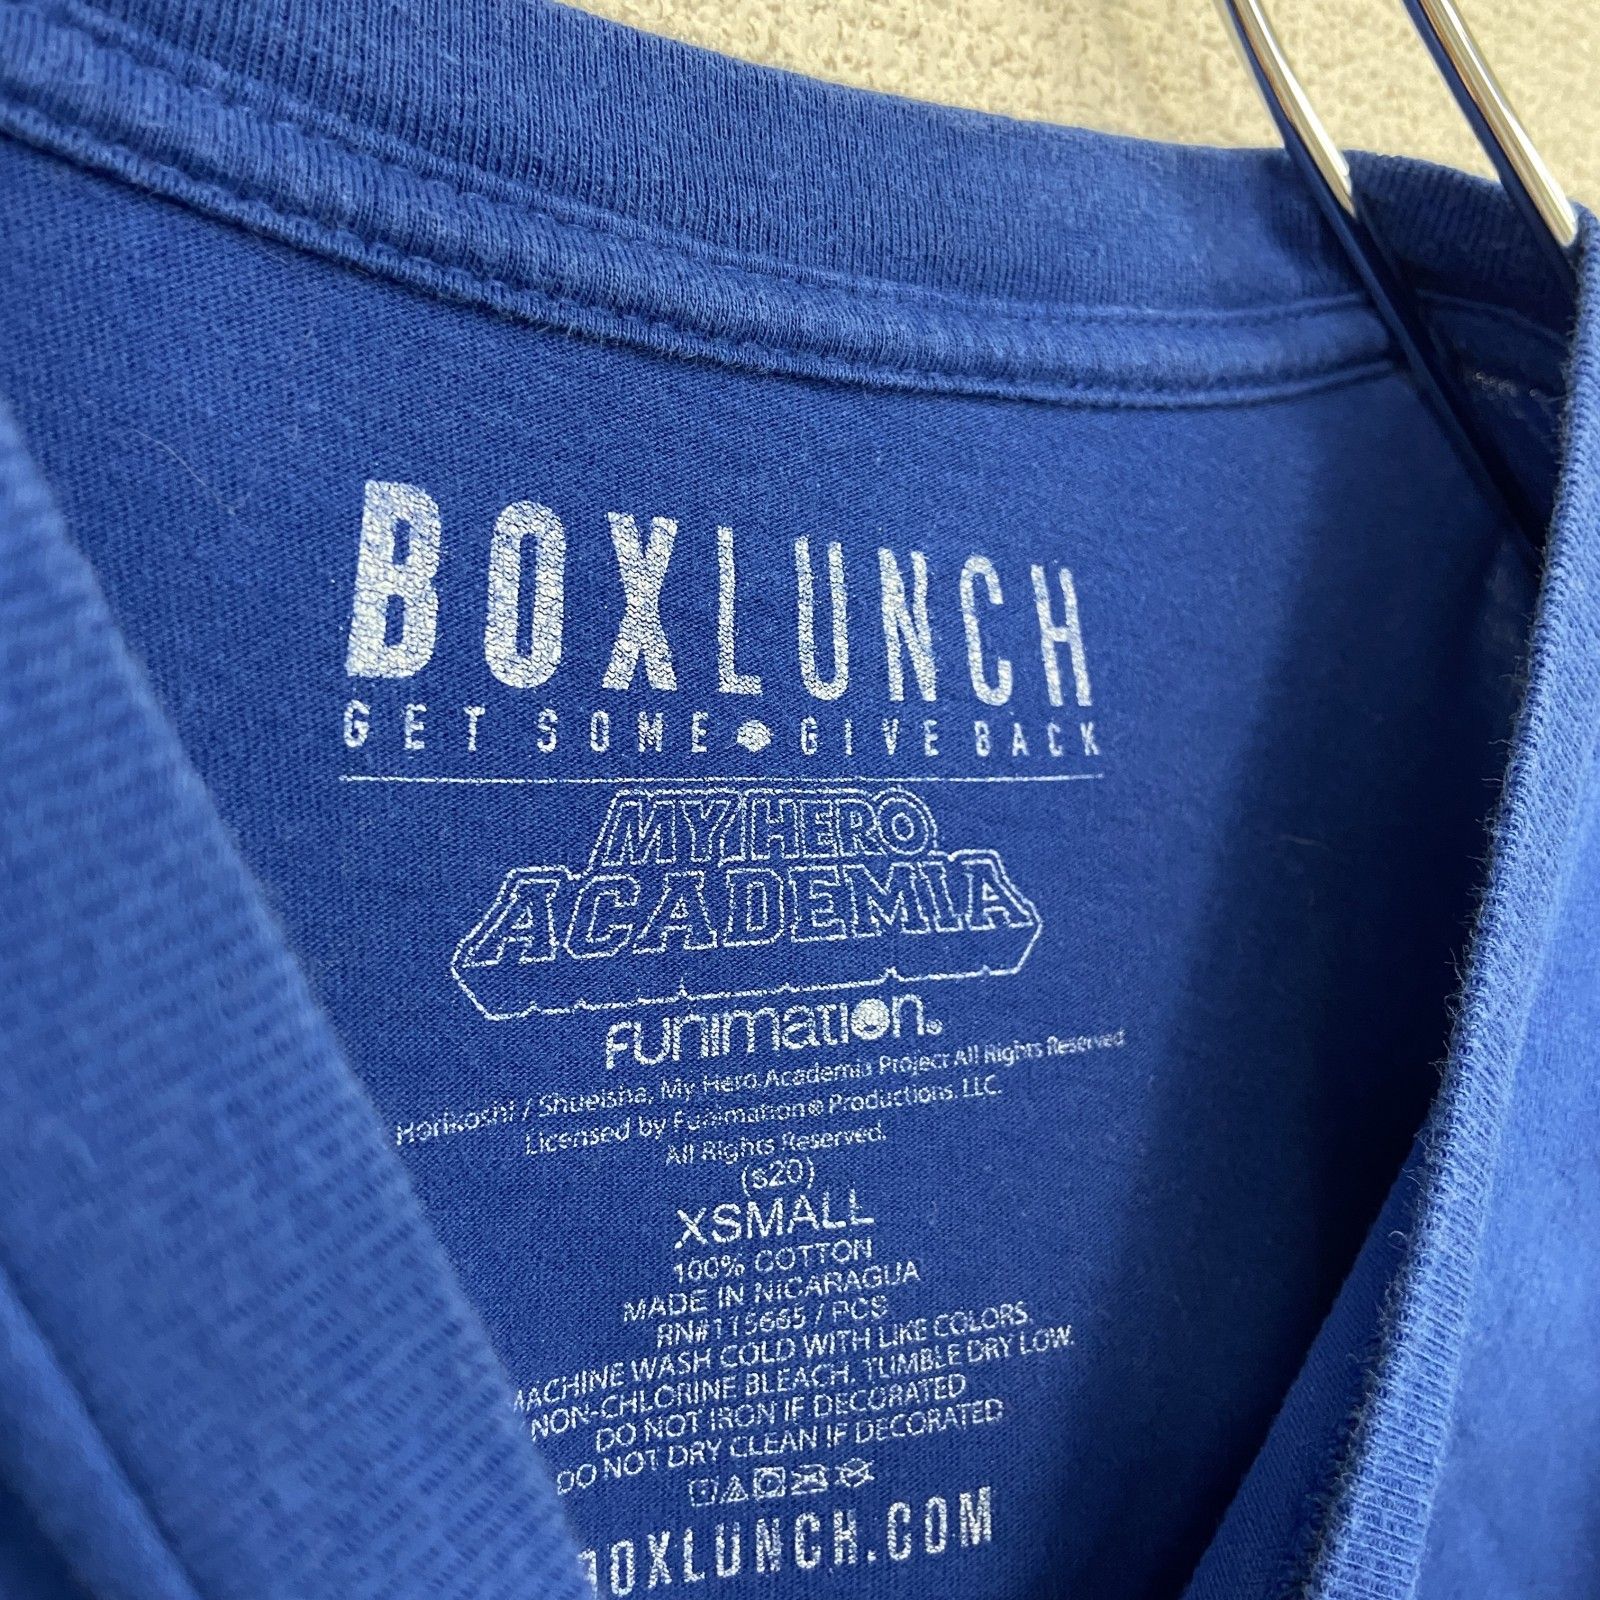 BOXLUNCH
GET SOME GIVE BACK
MY HERO
ACADEMIA
Funimation®
Horikoshi / Shueisha, My Hero Academia Project All Rights Reserved
Licensed by Funimation® Productions, LLC.
All Rights Reserved.
(s20)
XSMALL
100% COTTON
MADE IN NICARAGUA
RN#115665 / PCS
MACHINE WASH COLD WITH LIKE COLORS.
NON-CHLORINE BLEACH. TUMBLE DRY LOW.
DO NOT IRON IF DECORATED
DO NOT DRY CLEAN IF DECORATED
BOXLUNCH.COM